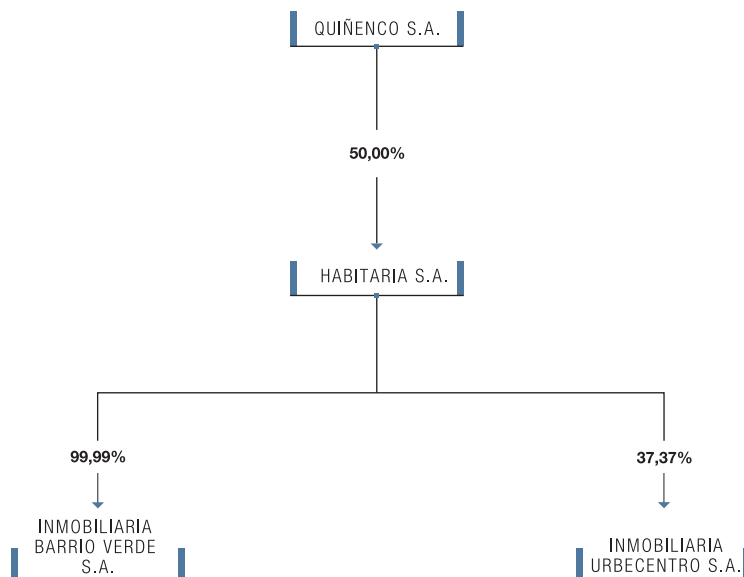 QUIÑENCO S.A.
50,00%
HABITARIA S.A.
99,99%
37,37%
INMOBILIARIA
BARRIO VERDE
S.A.
INMOBILIARIA
URBECENTRO S.A.